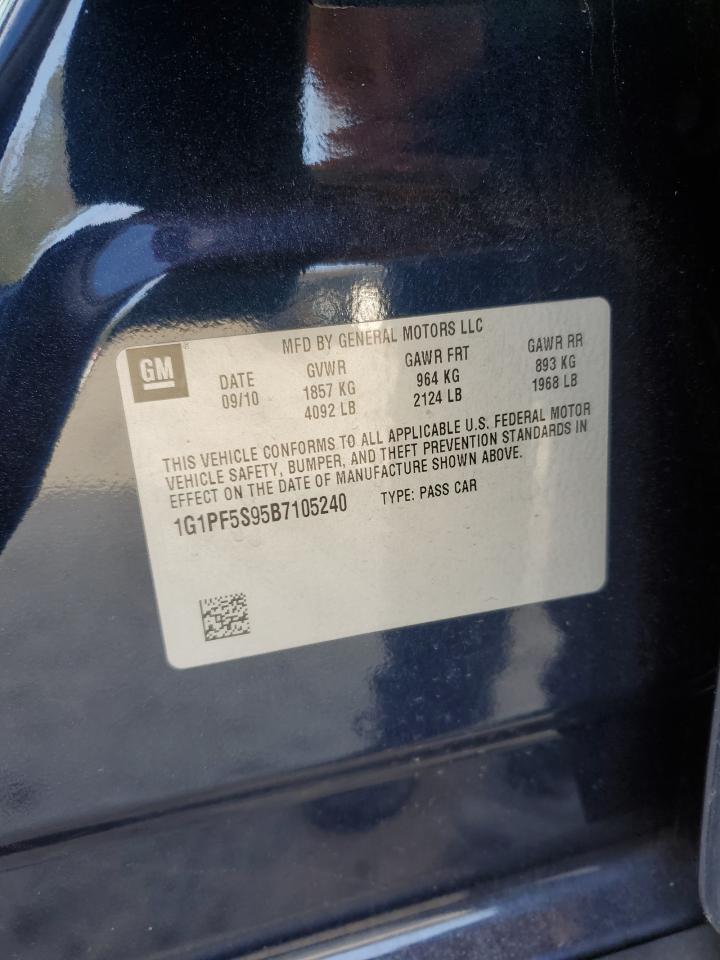 GM
MFD BY GENERAL MOTORS LLC
DATE GVWR GAWR FRT GAWR RR
09/10 1857 KG 964 KG 893 KG
4092 LB 2124 LB 1968 LB
THIS VEHICLE CONFORMS TO ALL APPLICABLE U.S. FEDERAL MOTOR
VEHICLE SAFETY, BUMPER, AND THEFT PREVENTION STANDARDS IN
EFFECT ON THE DATE OF MANUFACTURE SHOWN ABOVE.
1G1PF5S95B7105240 TYPE: PASS CAR